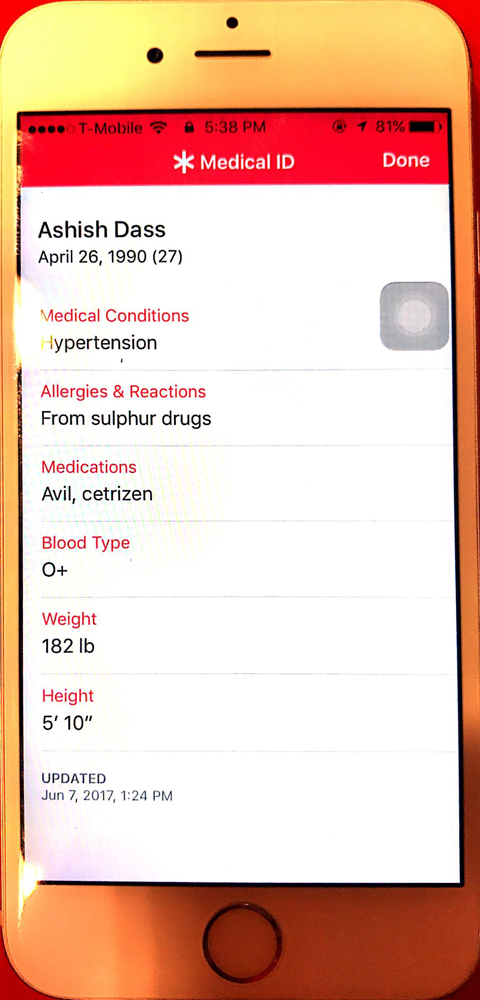 T-Mobile 5:38 PM 81%
Medical ID Done
Ashish Dass
April 26, 1990 (27)
Medical Conditions
Hypertension
Allergies & Reactions
From sulphur drugs
Medications
Avil, cetrizen
Blood Type
O+
Weight
182 lb
Height
5′ 10″
UPDATED
Jun 7, 2017, 1:24 PM